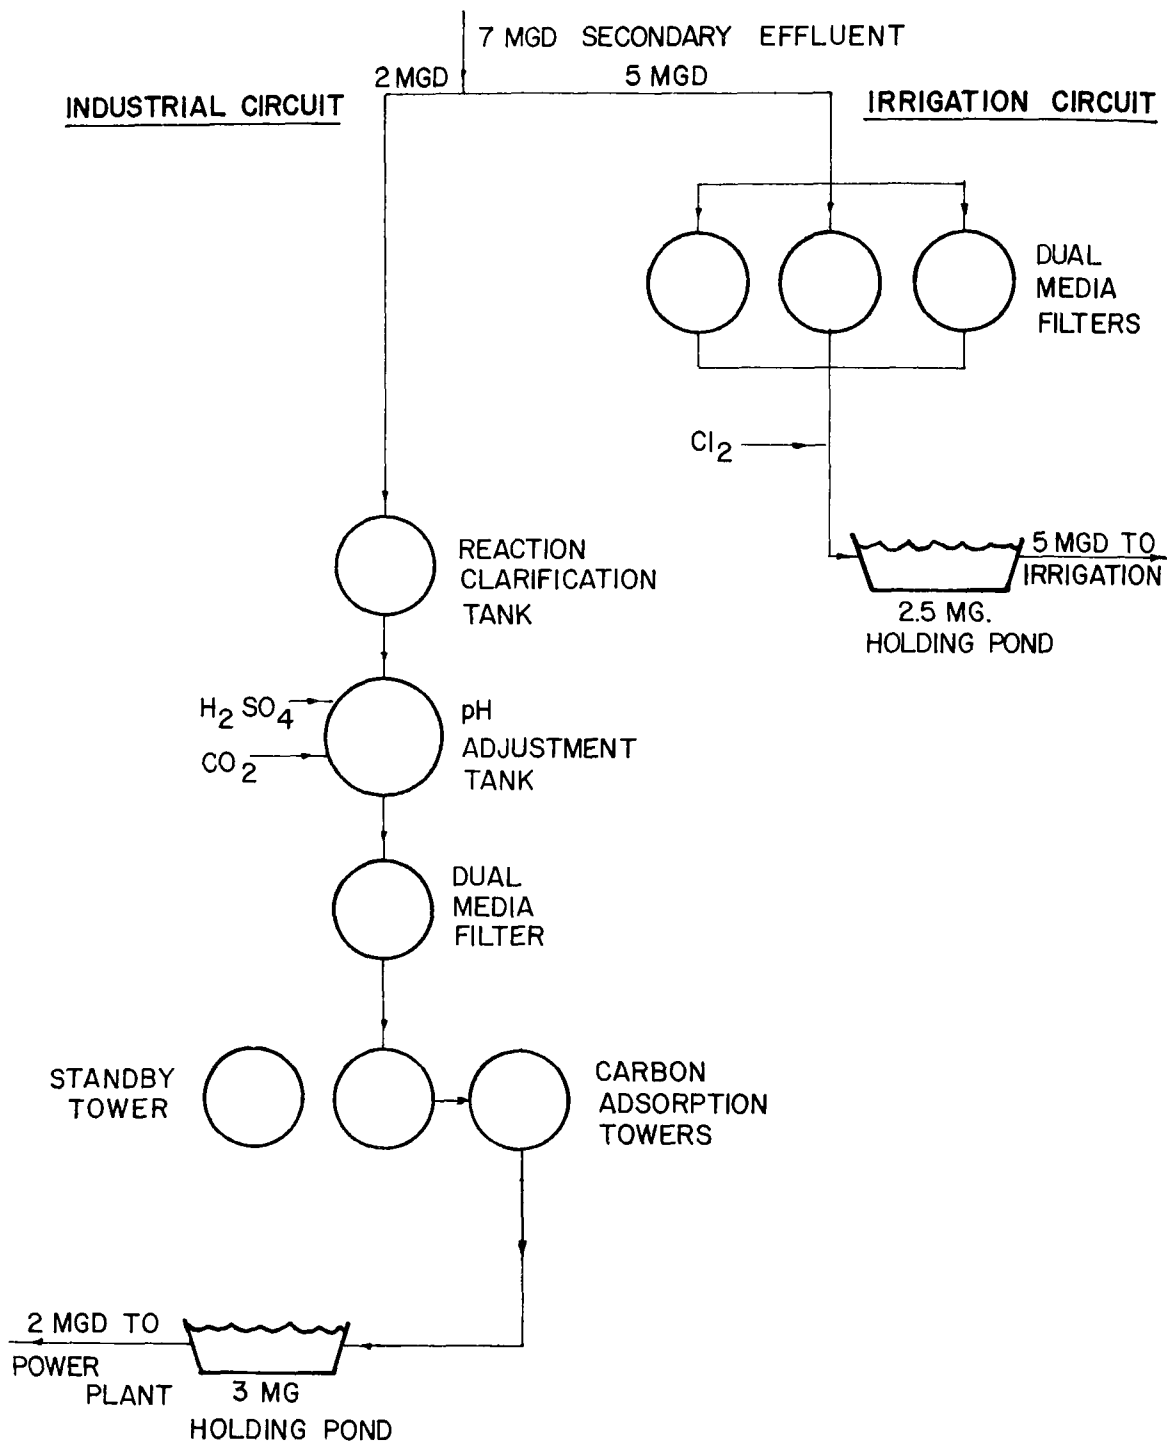 7 MGD SECONDARY EFFLUENT
2 MGD
5 MGD
INDUSTRIAL CIRCUIT
IRRIGATION CIRCUIT
DUAL
MEDIA
FILTERS
Cl2
REACTION
CLARIFICATION
TANK
5 MGD TO
IRRIGATION
2.5 MG.
HOLDING POND
H2SO4
CO2
pH
ADJUSTMENT
TANK
DUAL
MEDIA
FILTER
STANDBY
TOWER
CARBON
ADSORPTION
TOWERS
2 MGD TO
POWER
PLANT
3 MG
HOLDING POND